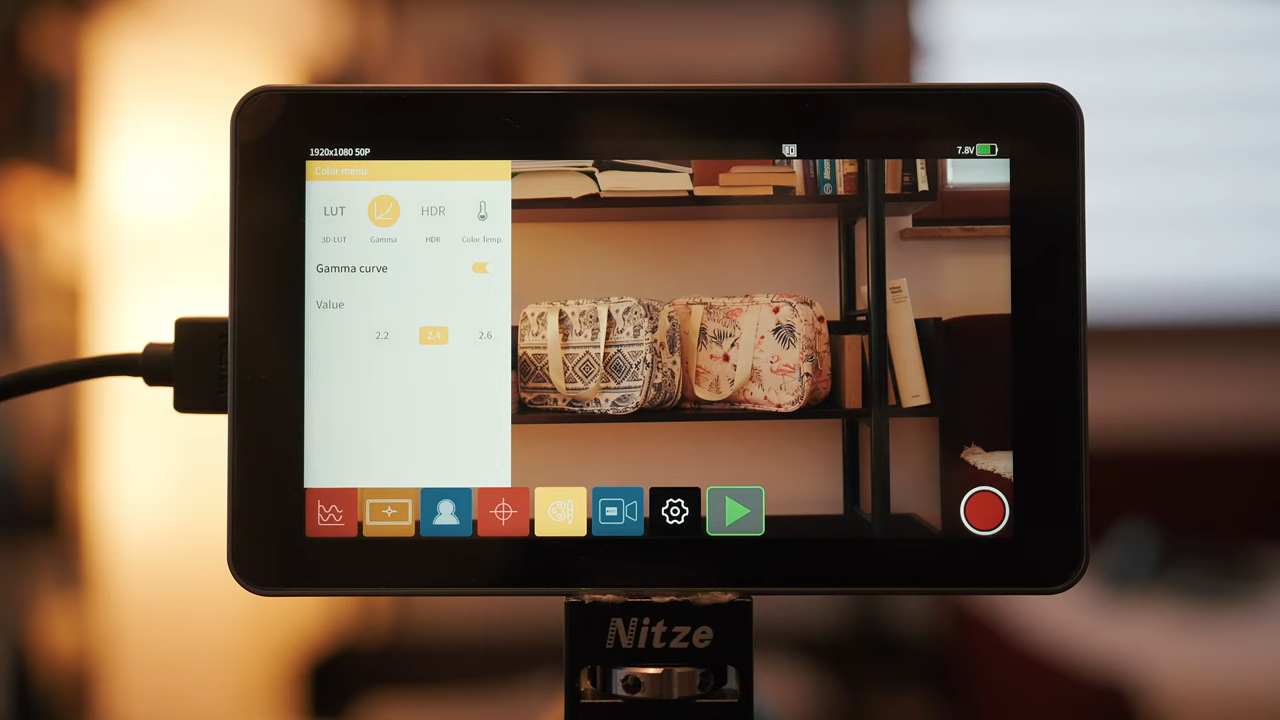 1920x1080 50P
7.8V
Color menu
LUT
HDR
3D-LUT
Gamma
HDR
Color Temp.
Gamma curve
Value
2.2
2.4
2.6
Nitze